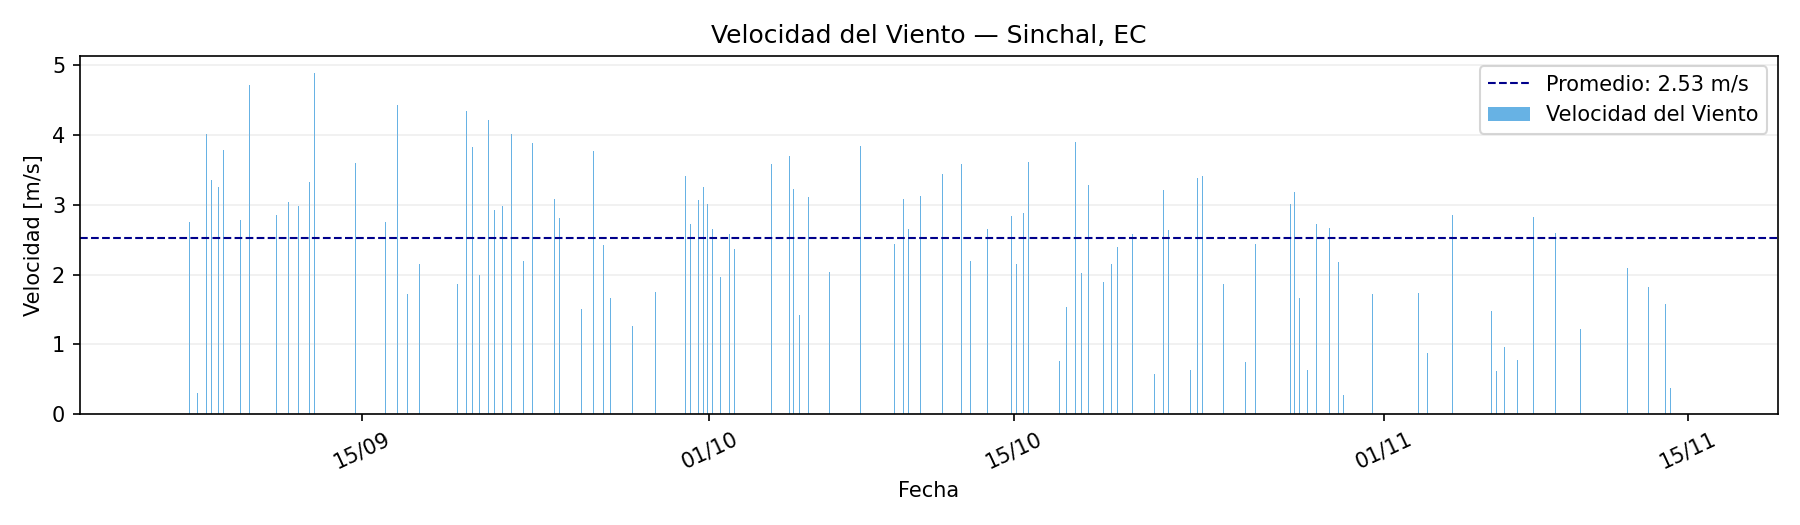 Velocidad del Viento — Sinchal, EC
Promedio: 2.53 m/s
Velocidad del Viento
Velocidad [m/s]
5
4
3
2
1
0
15/09
01/10
15/10
01/11
15/11
Fecha